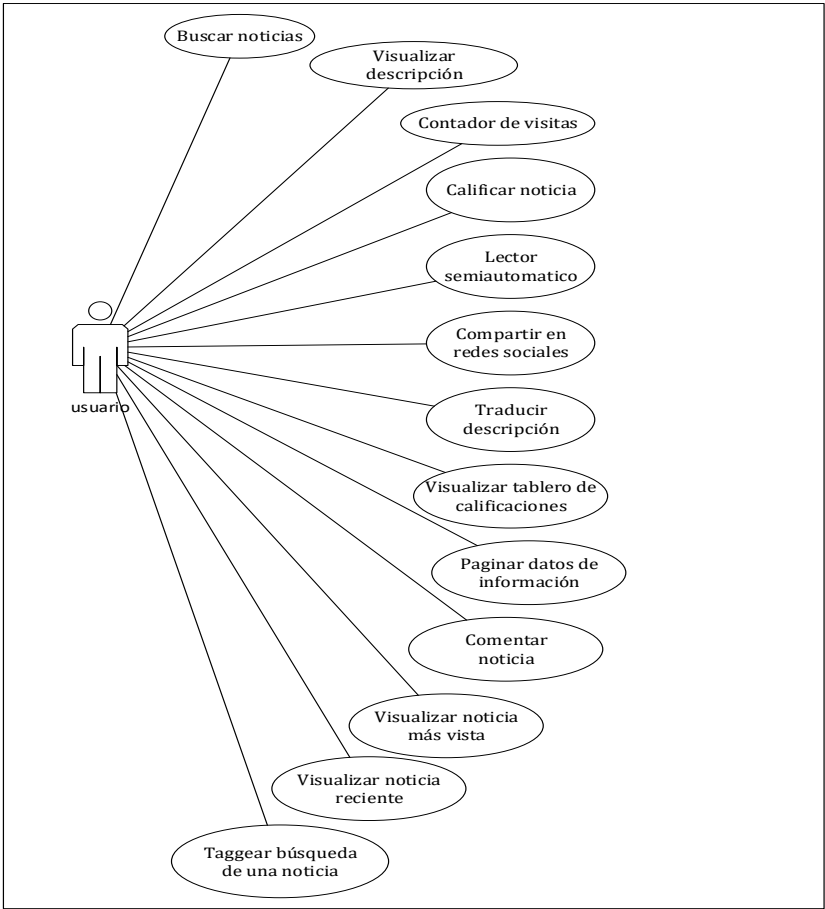 Buscar noticias
Visualizar
descripción
Contador de visitas
Calificar noticia
Lector
semiautomatico
Compartir en
redes sociales
usuario
Traducir
descripción
Visualizar tablero de
calificaciones
Paginar datos de
información
Comentar
noticia
Visualizar noticia
más vista
Visualizar noticia
reciente
Taggear búsqueda
de una noticia